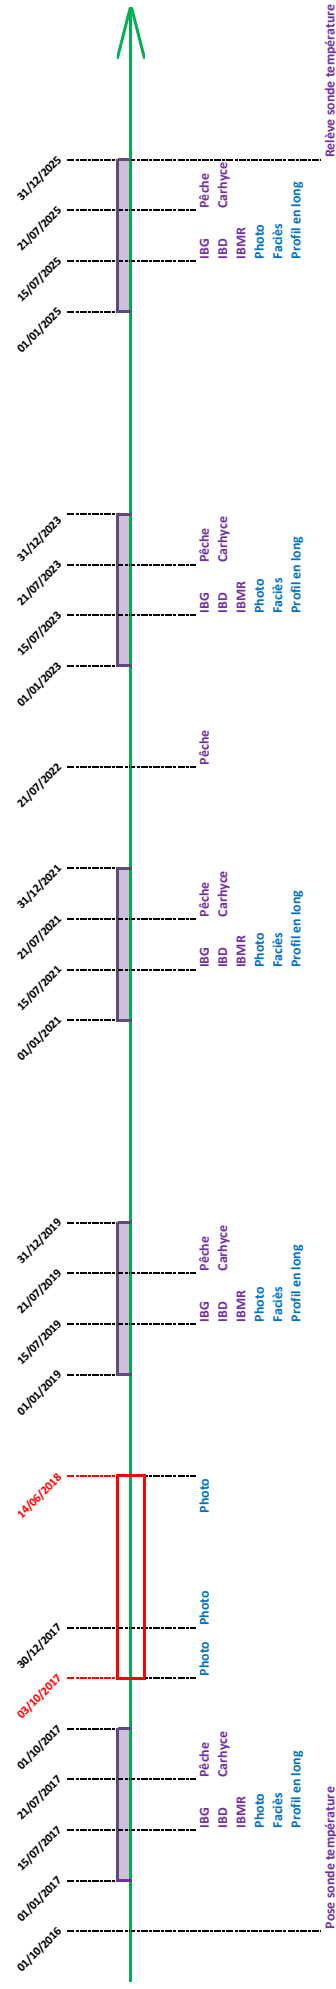 Relève sonde température
31/12/2025
21/07/2025
Pêche
Carhyce
15/07/2025
IBG
IBD
IBMR
Photo
Faciès
Profil en long
01/01/2025
31/12/2023
21/07/2023
Pêche
Carhyce
15/07/2023
IBG
IBD
IBMR
Photo
Faciès
Profil en long
01/01/2023
21/07/2022
Pêche
31/12/2021
21/07/2021
Pêche
Carhyce
15/07/2021
IBG
IBD
IBMR
Photo
Faciès
Profil en long
01/01/2021
31/12/2019
21/07/2019
Pêche
Carhyce
15/07/2019
IBG
IBD
IBMR
Photo
Faciès
Profil en long
01/01/2019
14/06/2018
Photo
30/12/2017
Photo
03/10/2017
Photo
01/10/2017
21/07/2017
Pêche
Carhyce
15/07/2017
IBG
IBD
IBMR
Photo
Faciès
Profil en long
01/01/2017
01/10/2016
Pose sonde température